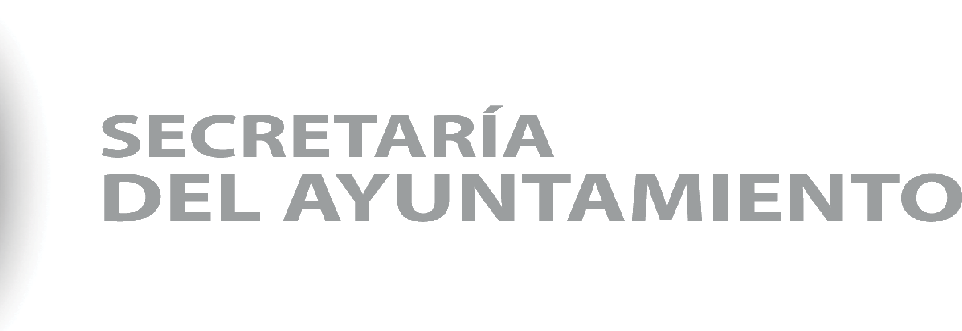 SECRETARÍA
DEL AYUNTAMIENTO